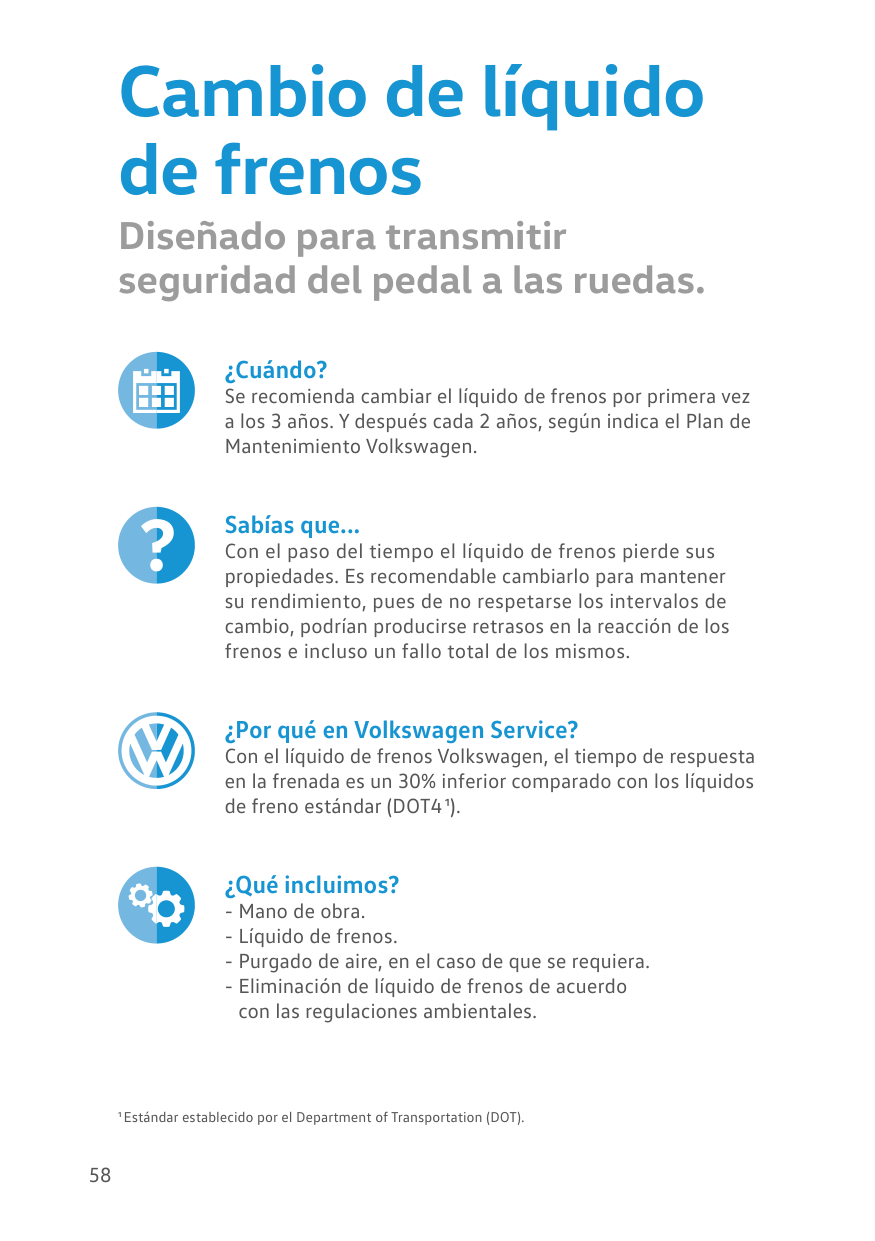 Cambio de líquido
de frenos
Diseñado para transmitir
seguridad del pedal a las ruedas.
¿Cuándo?
Se recomienda cambiar el líquido de frenos por primera vez
a los 3 años. Y después cada 2 años, según indica el Plan de
Mantenimiento Volkswagen.
Sabías que...
Con el paso del tiempo el líquido de frenos pierde sus
propiedades. Es recomendable cambiarlo para mantener
su rendimiento, pues de no respetarse los intervalos de
cambio, podrían producirse retrasos en la reacción de los
frenos e incluso un fallo total de los mismos.
¿Por qué en Volkswagen Service?
Con el líquido de frenos Volkswagen, el tiempo de respuesta
en la frenada es un 30% inferior comparado con los líquidos
de freno estándar (DOT4 ¹).
¿Qué incluimos?
- Mano de obra.
- Líquido de frenos.
- Purgado de aire, en el caso de que se requiera.
- Eliminación de líquido de frenos de acuerdo
con las regulaciones ambientales.
¹ Estándar establecido por el Department of Transportation (DOT).
58